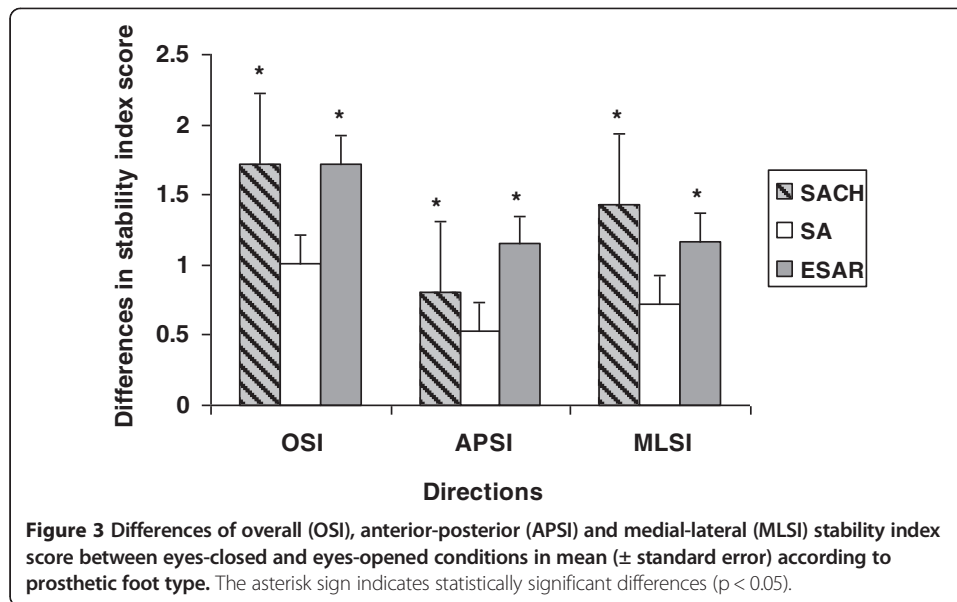 Differences in stability index score
2.5
2
1.5
1
0.5
0
* * * * * *
SACH
SA
ESAR
OSI APSI MLSI
Directions
Figure 3 Differences of overall (OSI), anterior-posterior (APSI) and medial-lateral (MLSI) stability index
score between eyes-closed and eyes-opened conditions in mean (± standard error) according to
prosthetic foot type. The asterisk sign indicates statistically significant differences (p < 0.05).